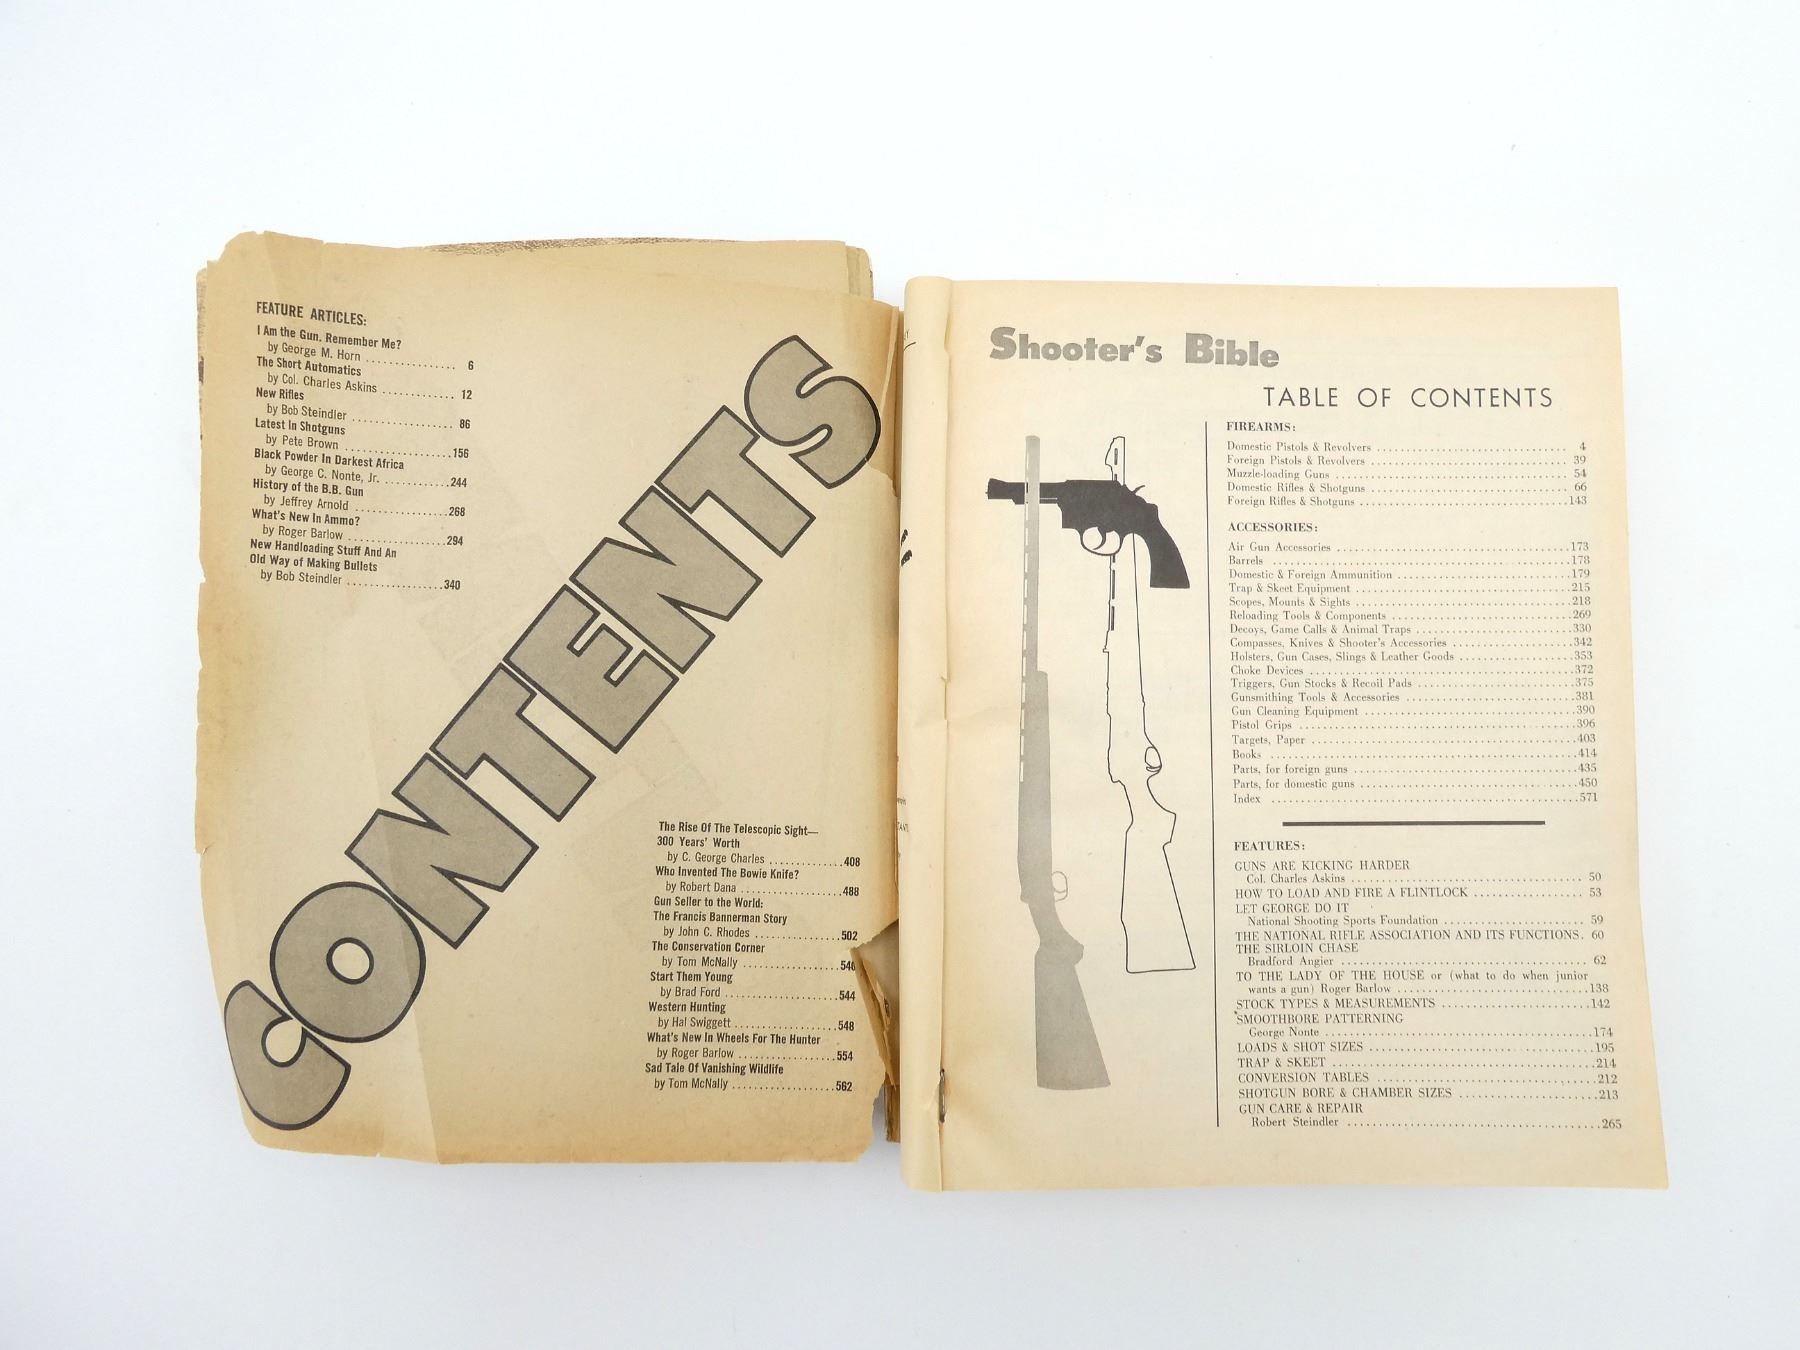 FEATURE ARTICLES:
I Am the Gun. Remember Me?
by George M. Horn .............. 6
The Short Automatics
by Col. Charles Askins ............ 12
New Rifles
by Bob Steindler .................. 86
Latest In Shotguns
by Pete Brown ...................156
Black Powder In Darkest Africa
by George C. Nonte, Jr. ............244
History of the B.B. Gun
by Jeffrey Arnold .................268
What's New In Ammo?
by Roger Barlow ..................294
New Handloading Stuff And An
Old Way of Making Bullets
by Bob Steindler ..................340
CONTENTS
The Rise Of The Telescopic Sight—
300 Years' Worth
by C. George Charles .............408
Who Invented The Bowie Knife?
by Robert Dana ..................488
Gun Seller to the World:
The Francis Bannerman Story
by John C. Rhodes ...............502
The Conservation Corner
by Tom McNally .................540
Start Them Young
by Brad Ford ....................544
Western Hunting
by Hal Swiggett ..................548
What's New In Wheels For The Hunter
by Roger Barlow .................554
Sad Tale Of Vanishing Wildlife
by Tom McNally ..................562
Shooter's Bible
TABLE OF CONTENTS
FIREARMS:
Domestic Pistols & Revolvers .............................. 4
Foreign Pistols & Revolvers .............................. 39
Muzzle-loading Guns .............................. 54
Domestic Rifles & Shotguns .............................. 66
Foreign Rifles & Shotguns ..............................143
ACCESSORIES:
Air Gun Accessories ..............................173
Barrels ..............................178
Domestic & Foreign Ammunition ..............................179
Trap & Skeet Equipment ..............................215
Scopes, Mounts & Sights ..............................218
Reloading Tools & Components ..............................269
Decoys, Game Calls & Animal Traps ..............................330
Compasses, Knives & Shooter's Accessories ....................342
Holsters, Gun Cases, Slings & Leather Goods ..................353
Choke Devices ..............................372
Triggers, Gun Stocks & Recoil Pads ..............................375
Gunsmithing Tools & Accessories ..............................381
Gun Cleaning Equipment ..............................390
Pistol Grips ..............................396
Targets, Paper ..............................403
Books ..............................414
Parts, for foreign guns ..............................435
Parts, for domestic guns ..............................450
Index ..............................571
FEATURES:
GUNS ARE KICKING HARDER
Col. Charles Askins .............................. 50
HOW TO LOAD AND FIRE A FLINTLOCK ................. 53
LET GEORGE DO IT
National Shooting Sports Foundation ...................... 59
THE NATIONAL RIFLE ASSOCIATION AND ITS FUNCTIONS. 60
THE SIRLOIN CHASE
Bradford Angier .............................. 62
TO THE LADY OF THE HOUSE or (what to do when junior
wants a gun) Roger Barlow ..............................138
STOCK TYPES & MEASUREMENTS ........................142
SMOOTHBORE PATTERNING
George Nonte ..............................174
LOADS & SHOT SIZES ..............................195
TRAP & SKEET ..............................214
CONVERSION TABLES ..............................212
SHOTGUN BORE & CHAMBER SIZES ......................213
GUN CARE & REPAIR
Robert Steindler ..............................265